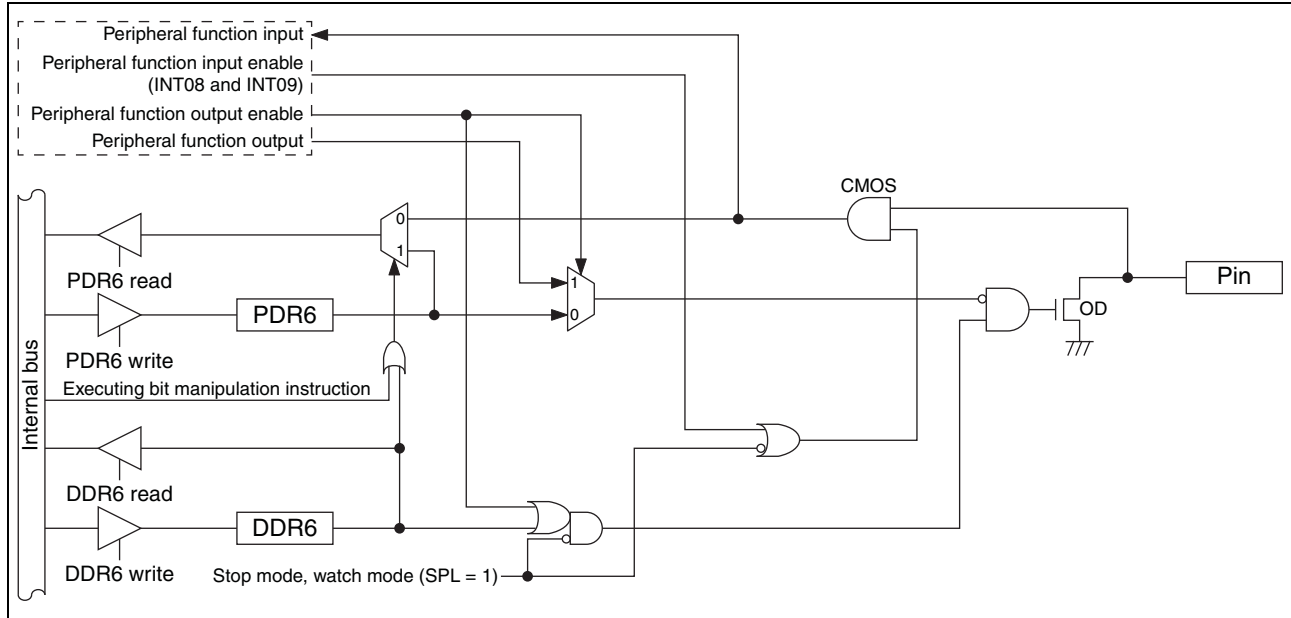 Peripheral function input
Peripheral function input enable
(INT08 and INT09)
Peripheral function output enable
Peripheral function output
CMOS
0
1
PDR6 read
1
0
Pin
OD
PDR6
PDR6 write
Executing bit manipulation instruction
Internal bus
DDR6 read
DDR6
DDR6 write
Stop mode, watch mode (SPL = 1)